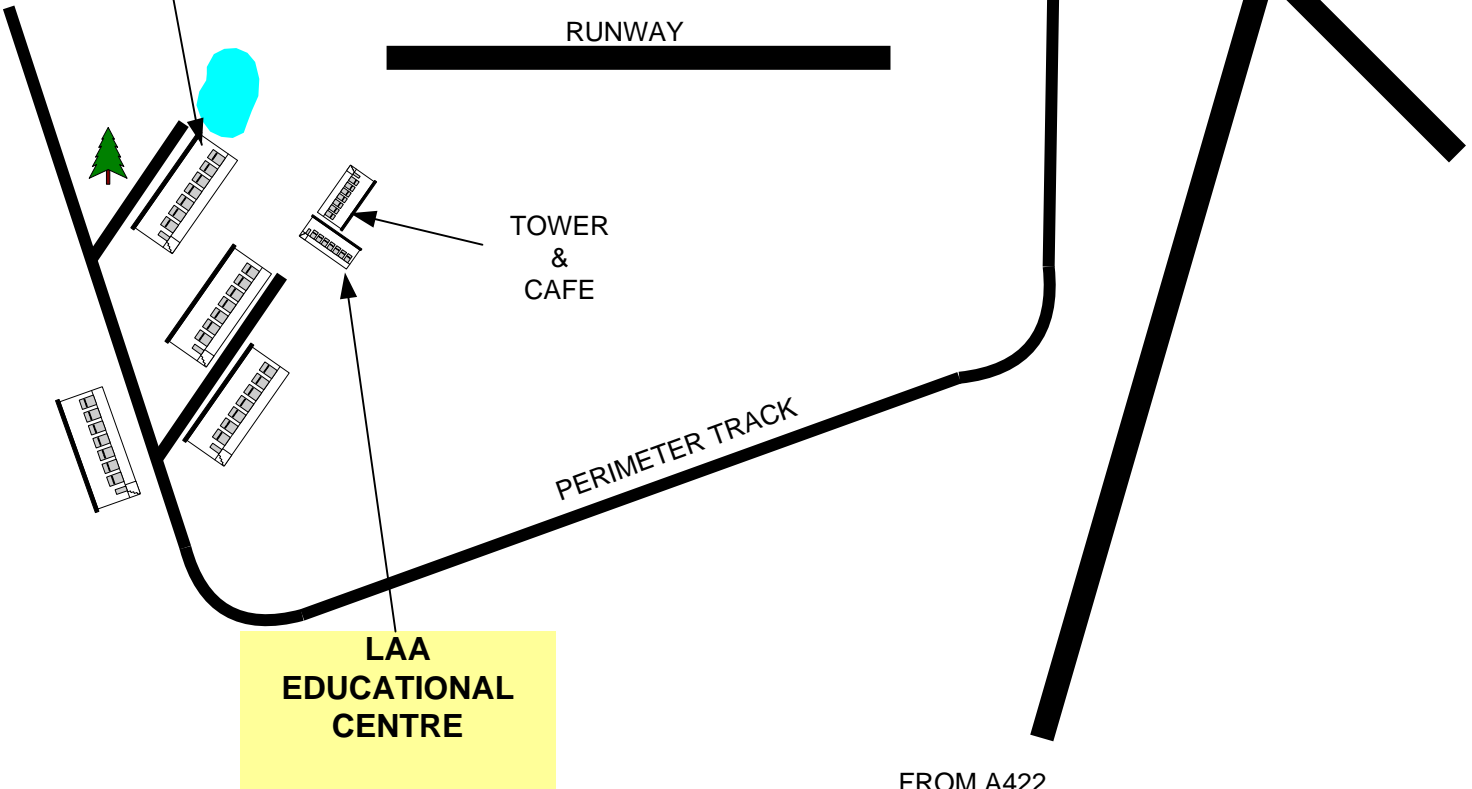 RUNWAY
TOWER
&
CAFE
PERIMETER TRACK
LAA
EDUCATIONAL
CENTRE
FROM A422